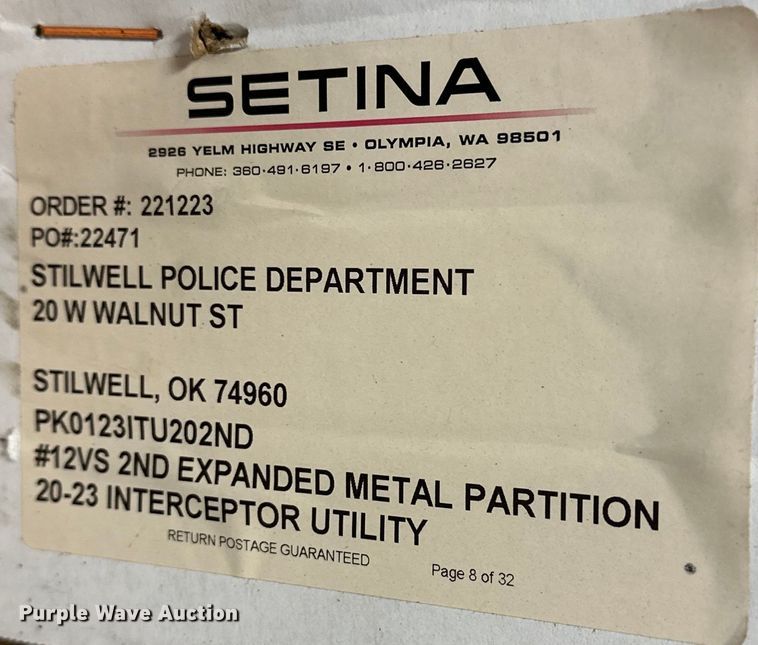 SETINA
2926 YELM HIGHWAY SE • OLYMPIA, WA 98501
PHONE: 360-491-6197 • 1-800-426-2627
ORDER #: 221223
PO#:22471
STILWELL POLICE DEPARTMENT
20 W WALNUT ST
STILWELL, OK 74960
PK0123ITU202ND
#12VS 2ND EXPANDED METAL PARTITION
20-23 INTERCEPTOR UTILITY
RETURN POSTAGE GUARANTEED
Page 8 of 32
Purple Wave Auction